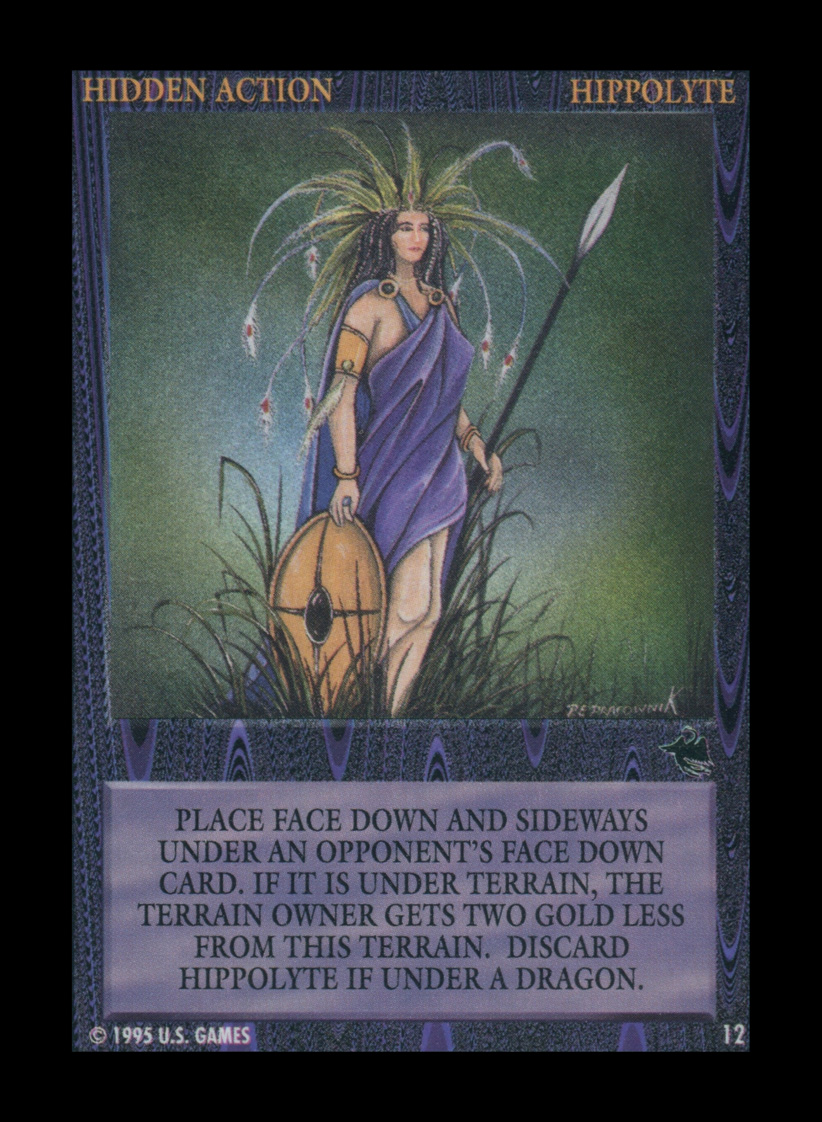 HIDDEN ACTION
HIPPOLYTE
PLACE FACE DOWN AND SIDEWAYS
UNDER AN OPPONENT'S FACE DOWN
CARD. IF IT IS UNDER TERRAIN, THE
TERRAIN OWNER GETS TWO GOLD LESS
FROM THIS TERRAIN. DISCARD
HIPPOLYTE IF UNDER A DRAGON.
© 1995 U.S. GAMES
12